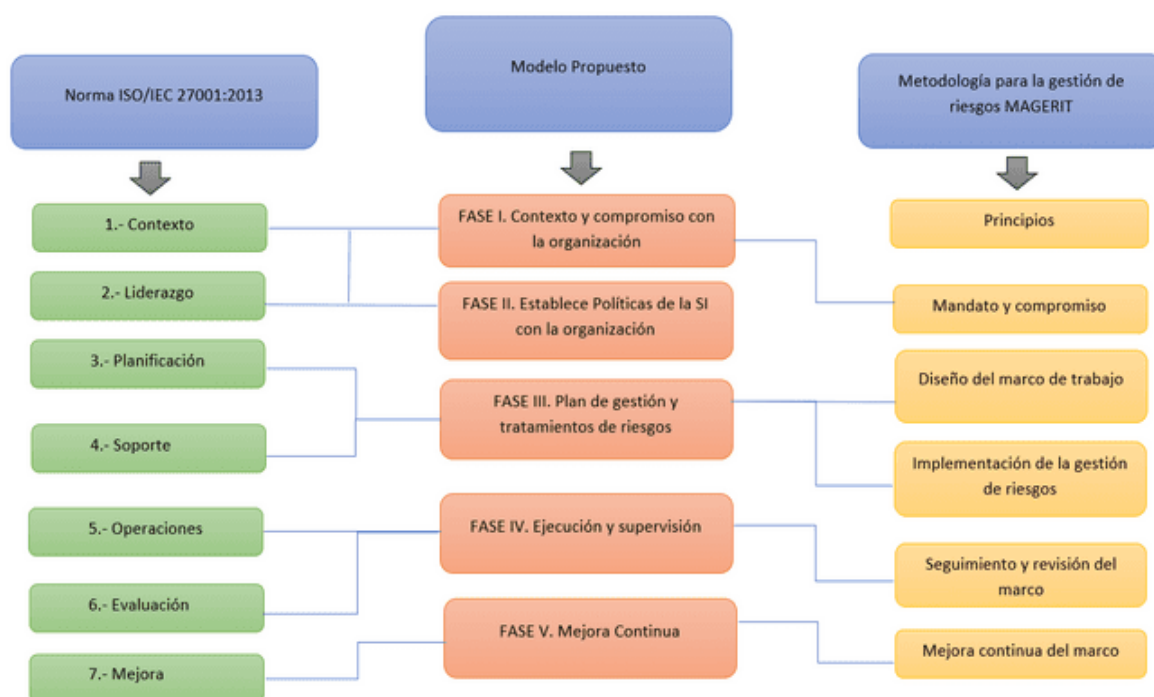 Norma ISO/IEC 27001:2013
1.- Contexto
2.- Liderazgo
3.- Planificación
4.- Soporte
5.- Operaciones
6.- Evaluación
7.- Mejora
Modelo Propuesto
FASE I. Contexto y compromiso con
la organización
FASE II. Establece Políticas de la SI
con la organización
FASE III. Plan de gestión y
tratamientos de riesgos
FASE IV. Ejecución y supervisión
FASE V. Mejora Continua
Metodología para la gestión de
riesgos MAGERIT
Principios
Mandato y compromiso
Diseño del marco de trabajo
Implementación de la gestión
de riesgos
Seguimiento y revisión del
marco
Mejora continua del marco